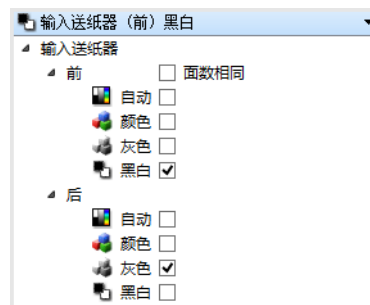 输入送纸器（前）黑白
输入送纸器
前 面数相同
自动
颜色
灰色
黑白
后
自动
颜色
灰色
黑白